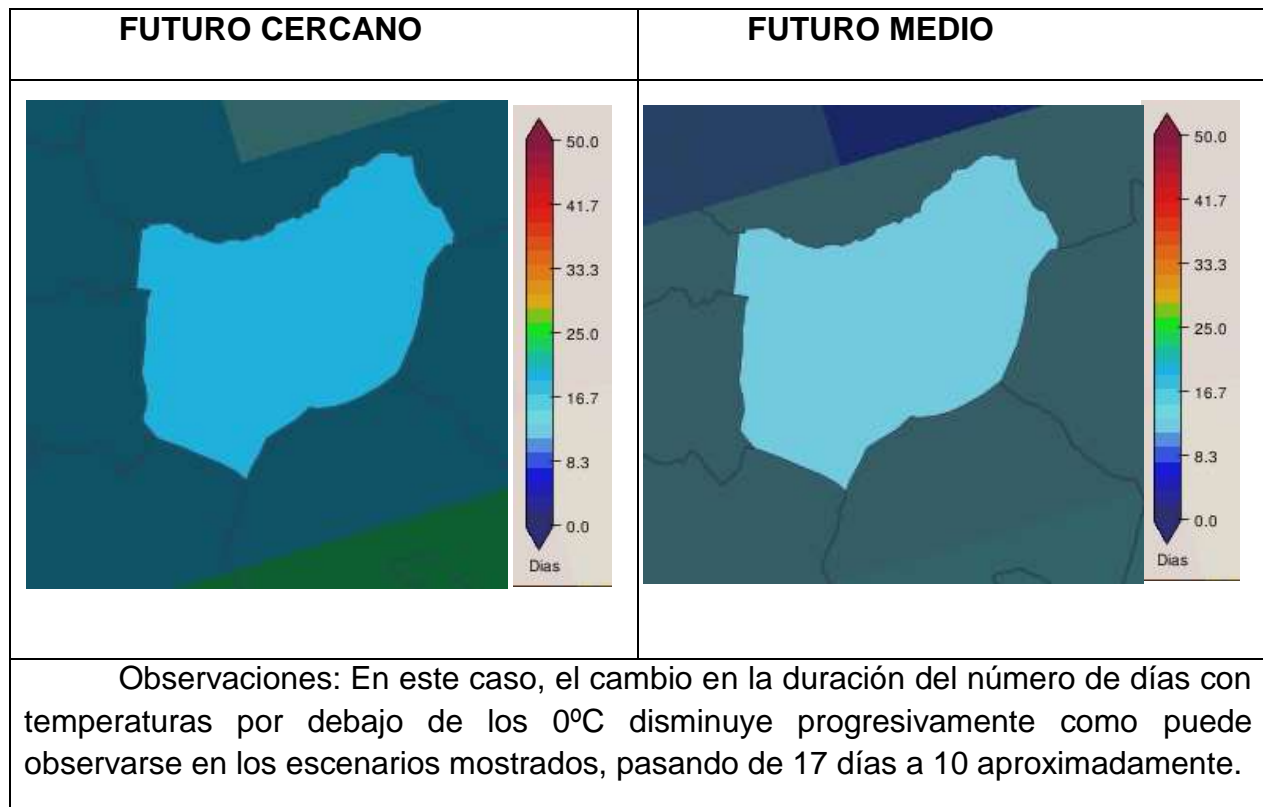 FUTURO CERCANO
FUTURO MEDIO
50.0
41.7
33.3
25.0
16.7
8.3
0.0
Dias
50.0
41.7
33.3
25.0
16.7
8.3
0.0
Dias
Observaciones: En este caso, el cambio en la duración del número de días con
temperaturas por debajo de los 0ºC disminuye progresivamente como puede
observarse en los escenarios mostrados, pasando de 17 días a 10 aproximadamente.